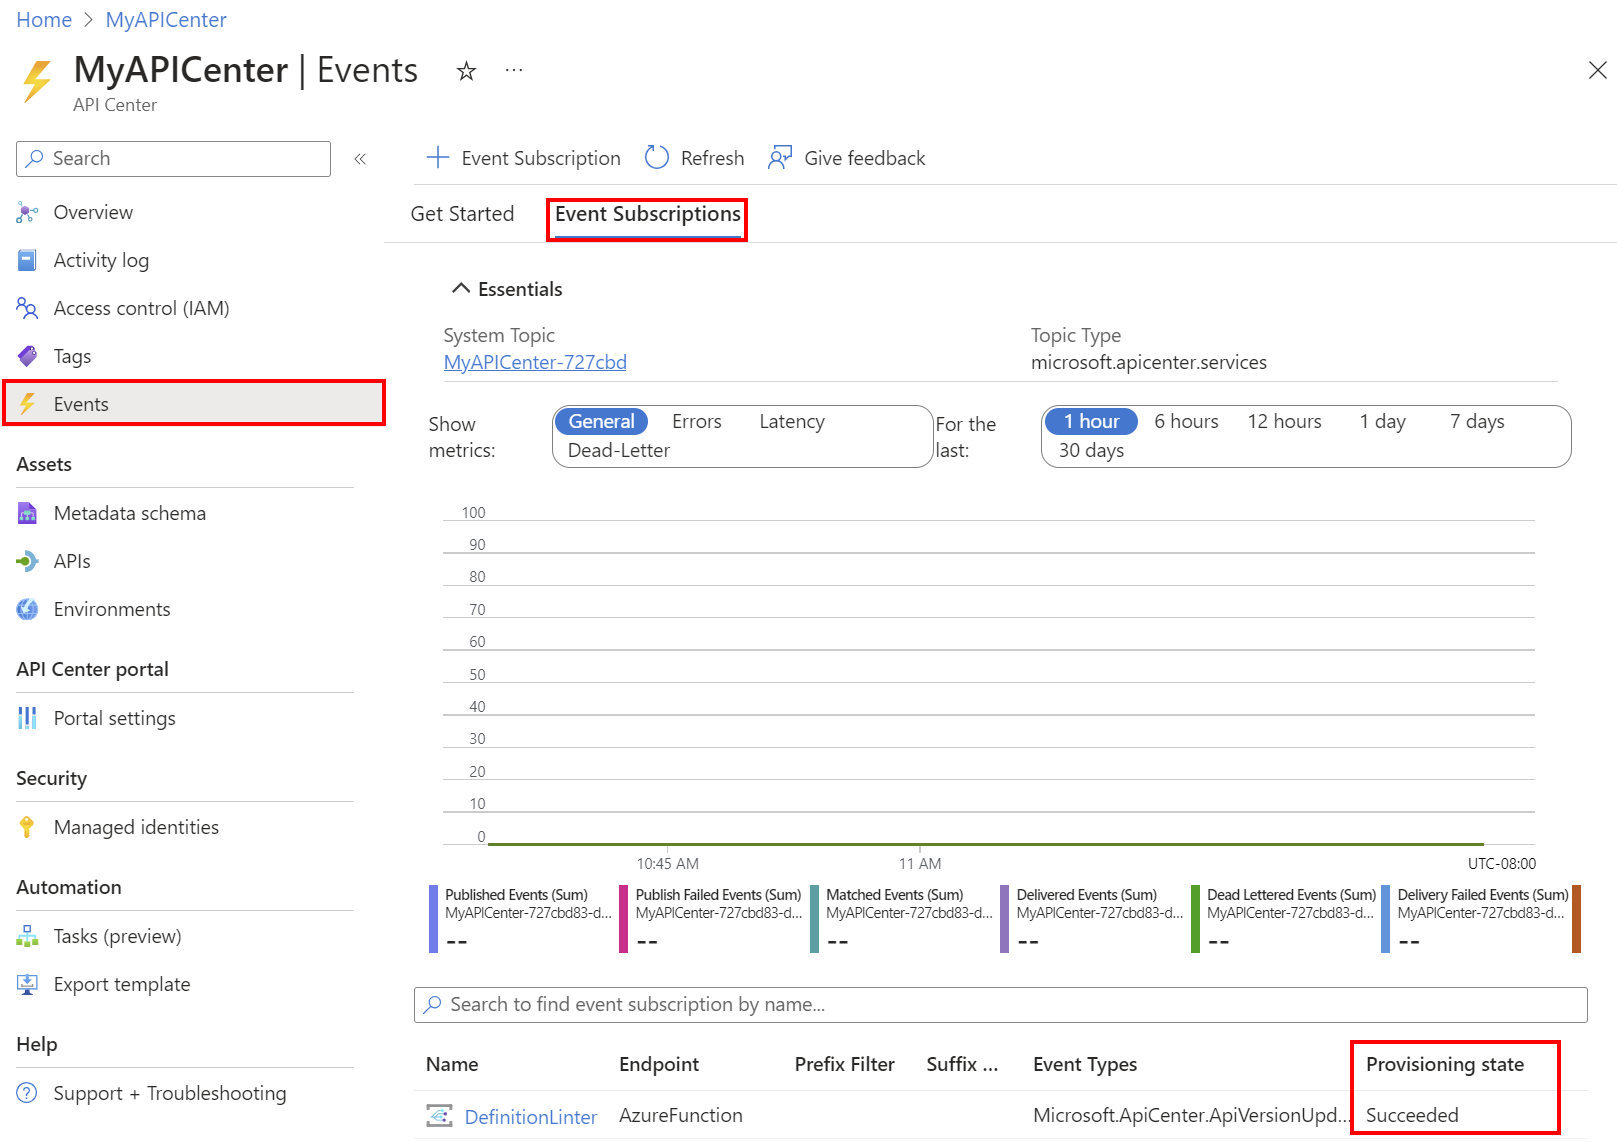 Home > MyAPICenter
MyAPICenter | Events ...
API Center
Search «
Overview
Activity log
Access control (IAM)
Tags
Events
Assets
Metadata schema
APIs
Environments
API Center portal
Portal settings
Security
Managed identities
Automation
Tasks (preview)
Export template
Help
Support + Troubleshooting
Event Subscription Refresh Give feedback
Get Started Event Subscriptions
Essentials
System Topic Topic Type
MyAPICenter-727cbd microsoft.apicenter.services
Show metrics: General Errors Latency Dead-Letter
For the last: 1 hour 6 hours 12 hours 1 day 7 days 30 days
100
90
80
70
60
50
40
30
20
10
0
10:45 AM 11 AM UTC-08:00
Published Events (Sum) Publish Failed Events (Sum) Matched Events (Sum) Delivered Events (Sum) Dead Lettered Events (Sum) Delivery Failed Events (Sum)
MyAPICenter-727cbd83-d... MyAPICenter-727cbd83-d... MyAPICenter-727cbd83-d... MyAPICenter-727cbd83-d... MyAPICenter-727cbd83-d... MyAPICenter-727cbd83-d...
-- -- -- -- -- --
Search to find event subscription by name...
Name Endpoint Prefix Filter Suffix ... Event Types Provisioning state
DefinitionLinter AzureFunction Microsoft.ApiCenter.ApiVersionUpd... Succeeded